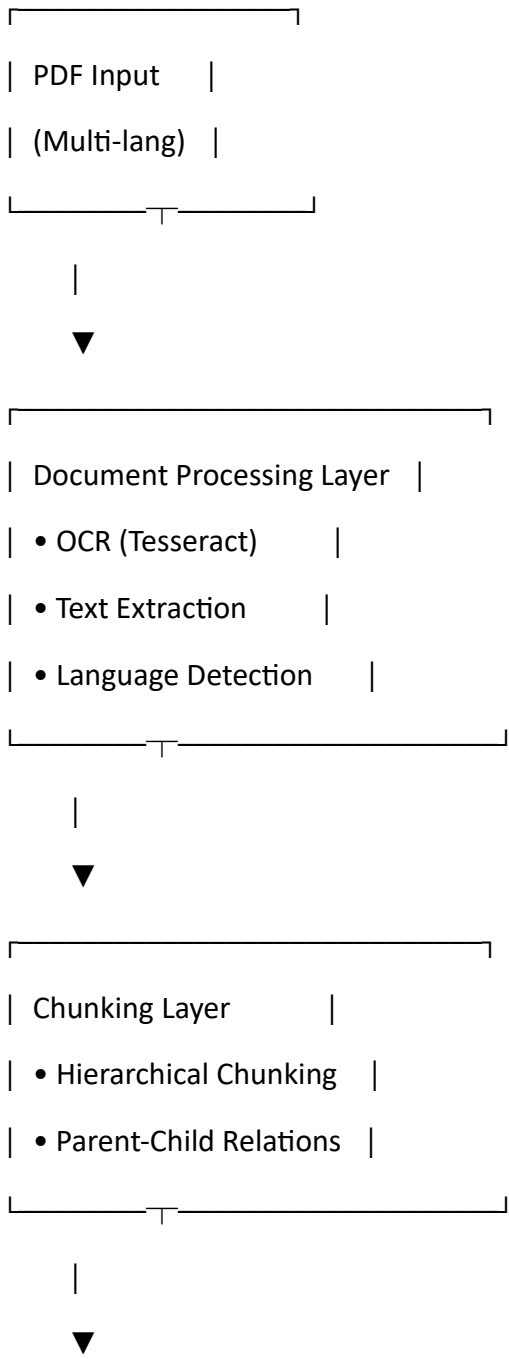 ┌─────────────────┐
│ PDF Input │
│ (Multi-lang) │
└────────┬────────┘
│
▼
┌─────────────────────────────┐
│ Document Processing Layer │
│ • OCR (Tesseract) │
│ • Text Extraction │
│ • Language Detection │
└────────┬────────────────────┘
│
▼
┌─────────────────────────────┐
│ Chunking Layer │
│ • Hierarchical Chunking │
│ • Parent-Child Relations │
└────────┬────────────────────┘
│
▼